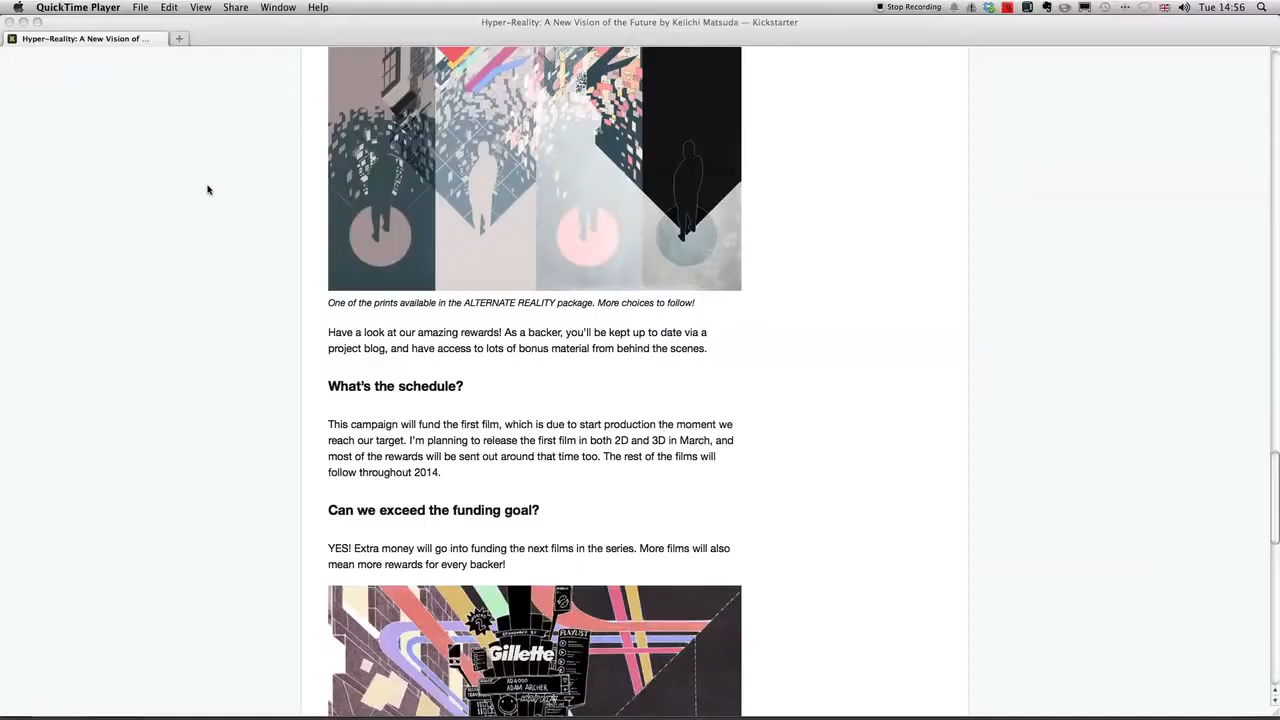 QuickTime Player File Edit View Share Window Help Stop Recording Tue 14:56
Hyper-Reality: A New Vision of the Future by Keiichi Matsuda — Kickstarter
Hyper-Reality: A New Vision of ...
One of the prints available in the ALTERNATE REALITY package. More choices to follow!
Have a look at our amazing rewards! As a backer, you'll be kept up to date via a
project blog, and have access to lots of bonus material from behind the scenes.
What's the schedule?
This campaign will fund the first film, which is due to start production the moment we
reach our target. I'm planning to release the first film in both 2D and 3D in March, and
most of the rewards will be sent out around that time too. The rest of the films will
follow throughout 2014.
Can we exceed the funding goal?
YES! Extra money will go into funding the next films in the series. More films will also
mean more rewards for every backer!
SPONSORED BY
PLAYLIST
Gillette
ADAM ARCHER